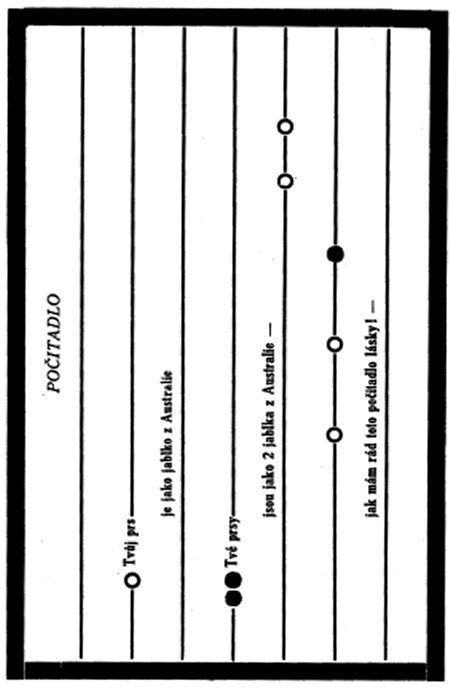 POČITADLO
Tvůj prs
je jako jablko z Australie
Tvé prsy
jsou jako 2 jablka z Australie —
jak mám rád toto počitadlo lásky! —